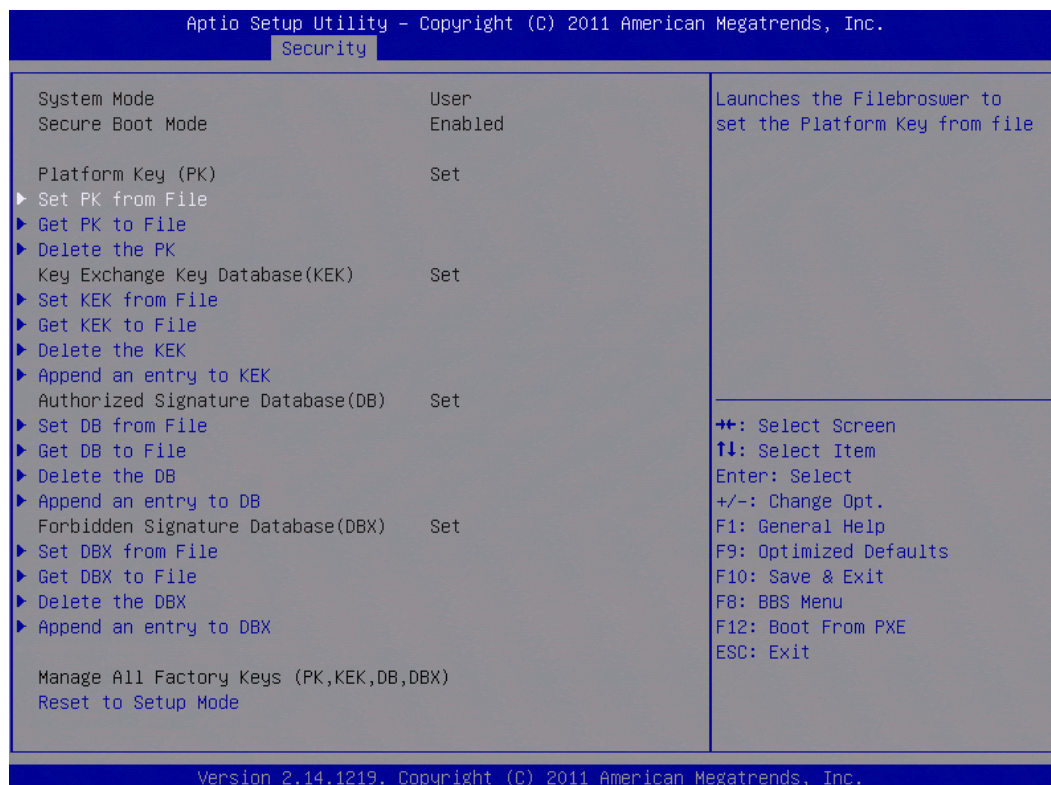 Aptio Setup Utility – Copyright (C) 2011 American Megatrends, Inc.
Security
System Mode User
Secure Boot Mode Enabled
Platform Key (PK) Set
Set PK from File
Get PK to File
Delete the PK
Key Exchange Key Database(KEK) Set
Set KEK from File
Get KEK to File
Delete the KEK
Append an entry to KEK
Authorized Signature Database(DB) Set
Set DB from File
Get DB to File
Delete the DB
Append an entry to DB
Forbidden Signature Database(DBX) Set
Set DBX from File
Get DBX to File
Delete the DBX
Append an entry to DBX
Manage All Factory Keys (PK,KEK,DB,DBX)
Reset to Setup Mode
Launches the Filebroswer to
set the Platform Key from file
→←: Select Screen
↑↓: Select Item
Enter: Select
+/-: Change Opt.
F1: General Help
F9: Optimized Defaults
F10: Save & Exit
F8: BBS Menu
F12: Boot From PXE
ESC: Exit
Version 2.14.1219. Copyright (C) 2011 American Megatrends, Inc.